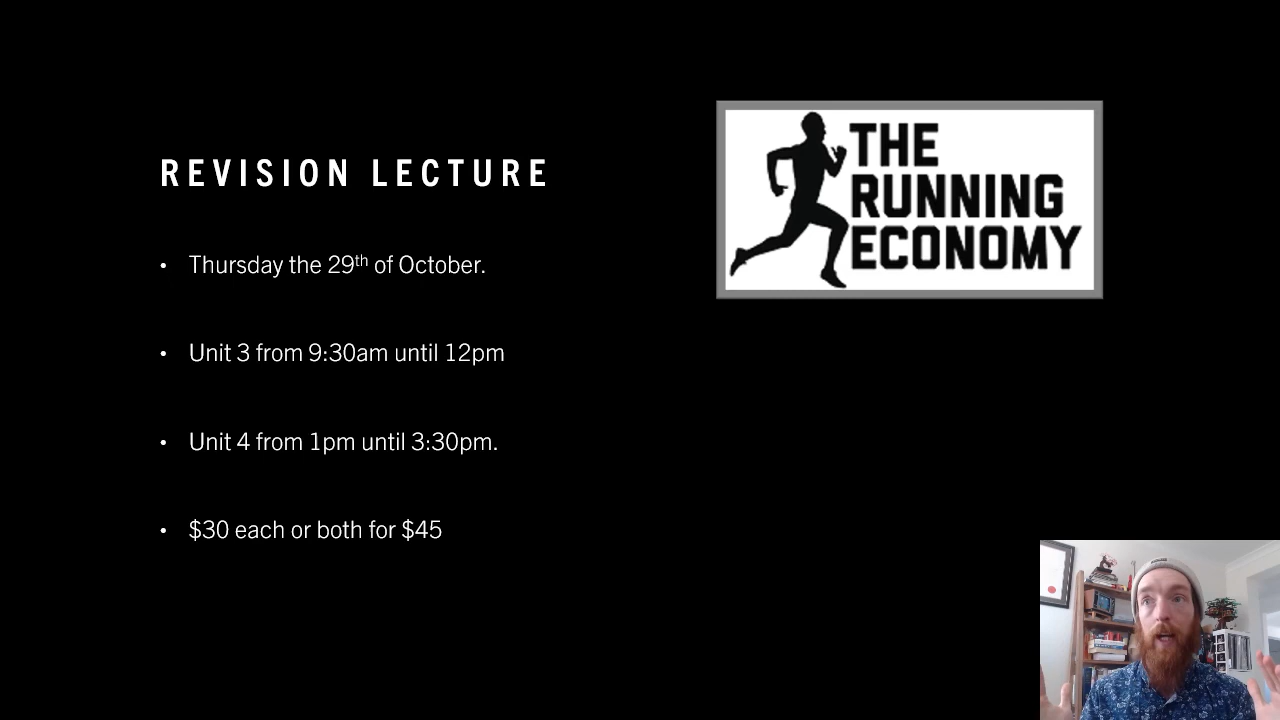 REVISION LECTURE
• Thursday the 29th of October.
• Unit 3 from 9:30am until 12pm
• Unit 4 from 1pm until 3:30pm.
• $30 each or both for $45
THE
RUNNING
ECONOMY